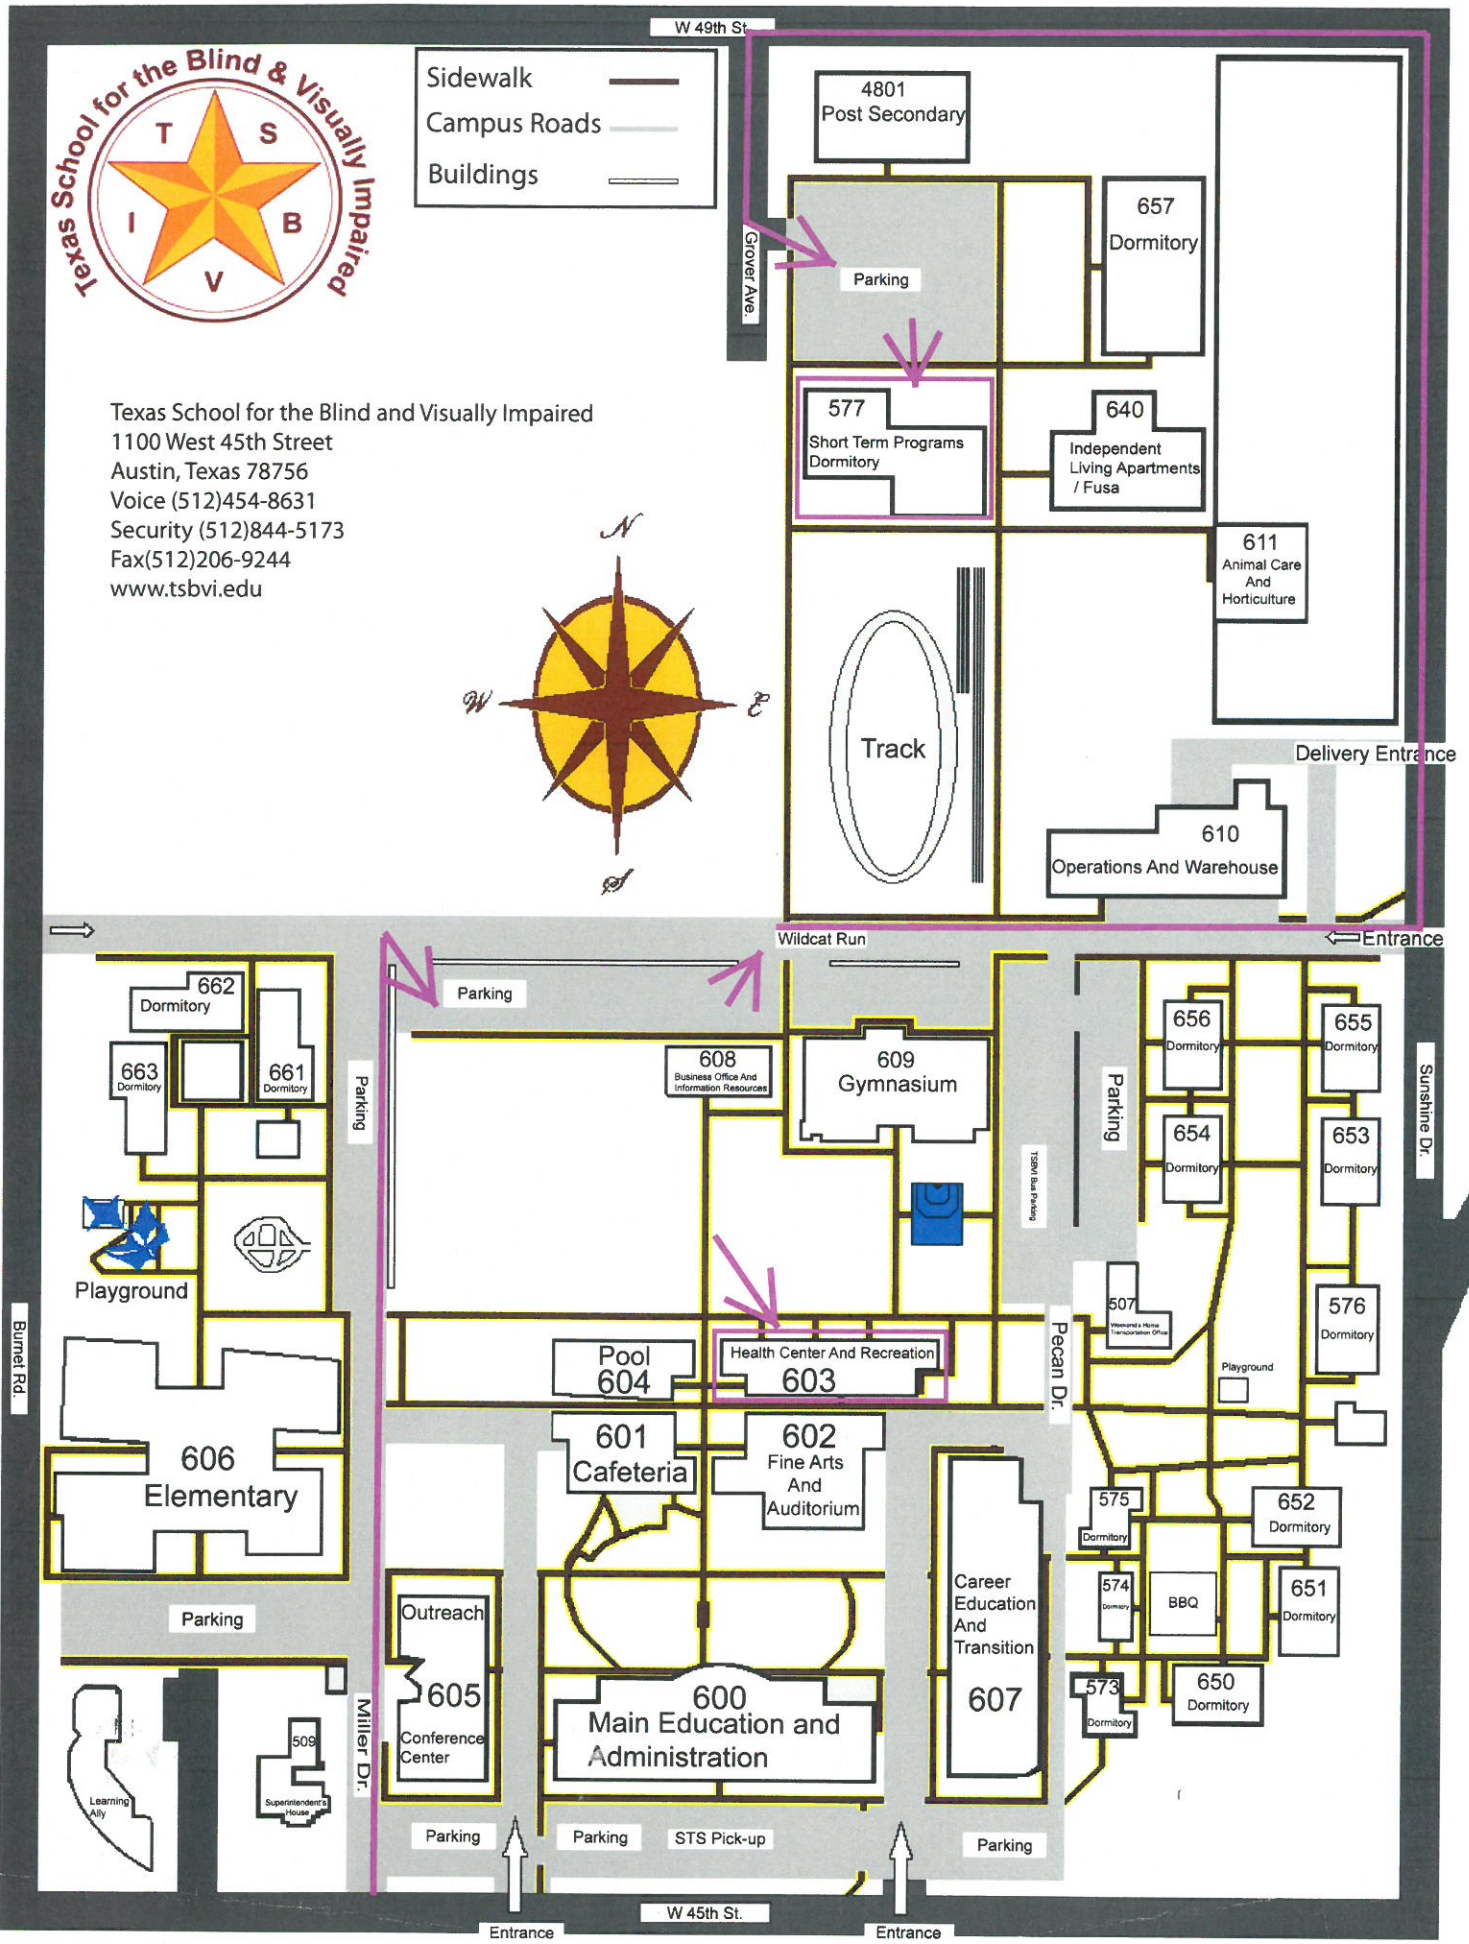 W 49th St.
Texas School for the Blind & Visually Impaired
T S
I B
V
Sidewalk
Campus Roads
Buildings
4801
Post Secondary
657
Dormitory
Grover Ave.
Parking
Texas School for the Blind and Visually Impaired
1100 West 45th Street
Austin, Texas 78756
Voice (512)454-8631
Security (512)844-5173
Fax(512)206-9244
www.tsbvi.edu
577
Short Term Programs
Dormitory
640
Independent
Living Apartments
/ Fusa
611
Animal Care
And
Horticulture
N
W
E
S
Track
Delivery Entrance
610
Operations And Warehouse
Wildcat Run
Entrance
662
Dormitory
663
Dormitory
661
Dormitory
Parking
Parking
608
Business Office And
Information Resources
609
Gymnasium
Parking
TSBVI Bus Parking
656
Dormitory
655
Dormitory
654
Dormitory
653
Dormitory
Sunshine Dr.
Playground
507
Weekend's Home
Transportation Office
576
Dormitory
Burnet Rd.
Pool
604
Health Center And Recreation
603
Pecan Dr.
Playground
606
Elementary
601
Cafeteria
602
Fine Arts
And
Auditorium
575
Dormitory
652
Dormitory
574
Dormitory
BBQ
651
Dormitory
Parking
Outreach
605
Conference
Center
Career
Education
And
Transition
607
573
Dormitory
650
Dormitory
600
Main Education and
Administration
Miller Dr.
509
Superintendent's
House
Learning
Ally
Parking
Parking
STS Pick-up
Parking
W 45th St.
Entrance
Entrance